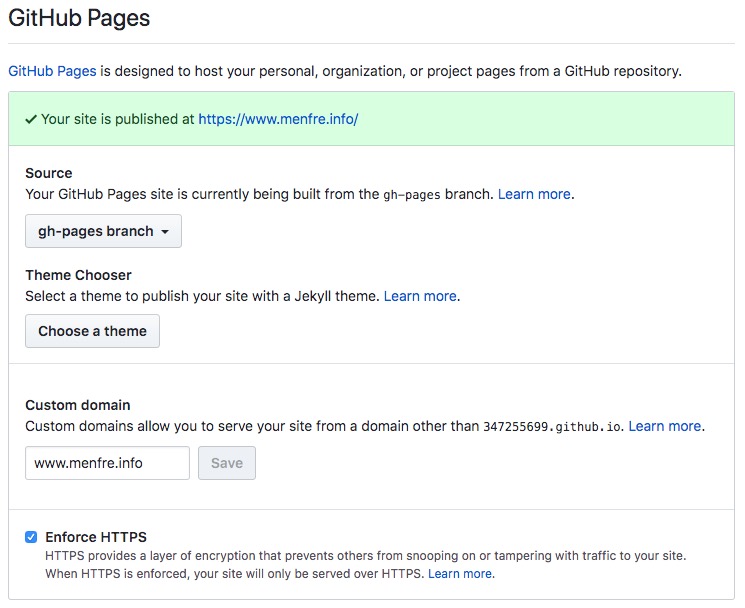 GitHub Pages
GitHub Pages is designed to host your personal, organization, or project pages from a GitHub repository.
✓ Your site is published at https://www.menfre.info/
Source
Your GitHub Pages site is currently being built from the gh-pages branch. Learn more.
gh-pages branch
Theme Chooser
Select a theme to publish your site with a Jekyll theme. Learn more.
Choose a theme
Custom domain
Custom domains allow you to serve your site from a domain other than 347255699.github.io. Learn more.
www.menfre.info Save
Enforce HTTPS
HTTPS provides a layer of encryption that prevents others from snooping on or tampering with traffic to your site.
When HTTPS is enforced, your site will only be served over HTTPS. Learn more.